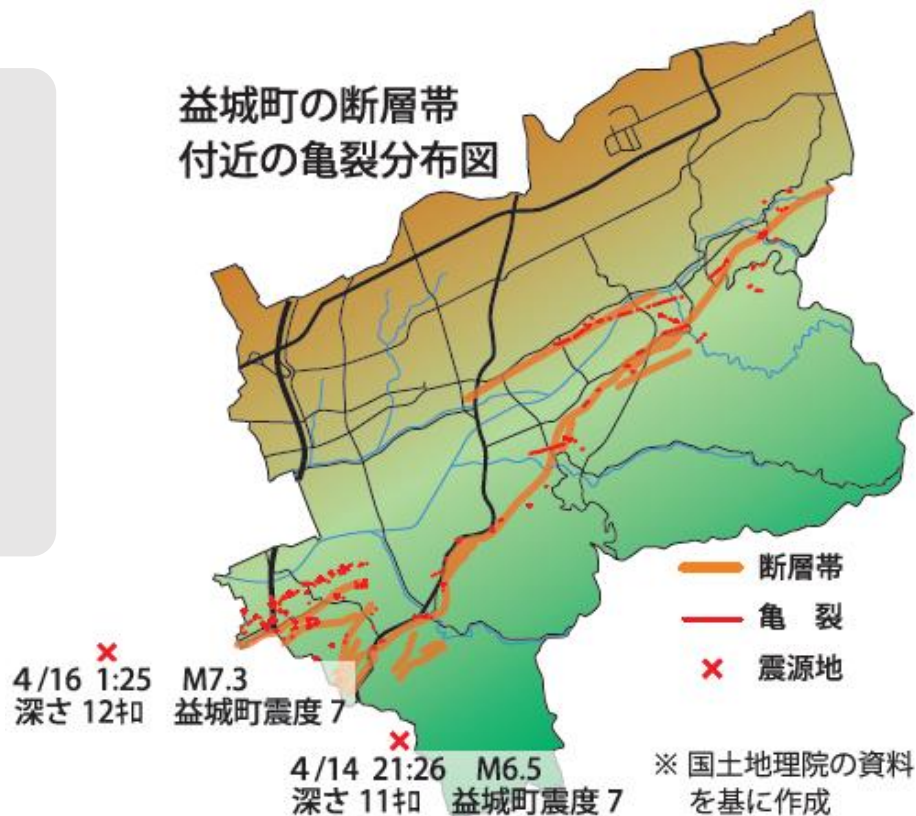 益城町の断層帯
付近の亀裂分布図
断層帯
亀　裂
震源地
4/16 1:25　M7.3
深さ 12㌔　益城町震度 7
4/14 21:26　M6.5
深さ 11㌔　益城町震度 7
※ 国土地理院の資料
を基に作成